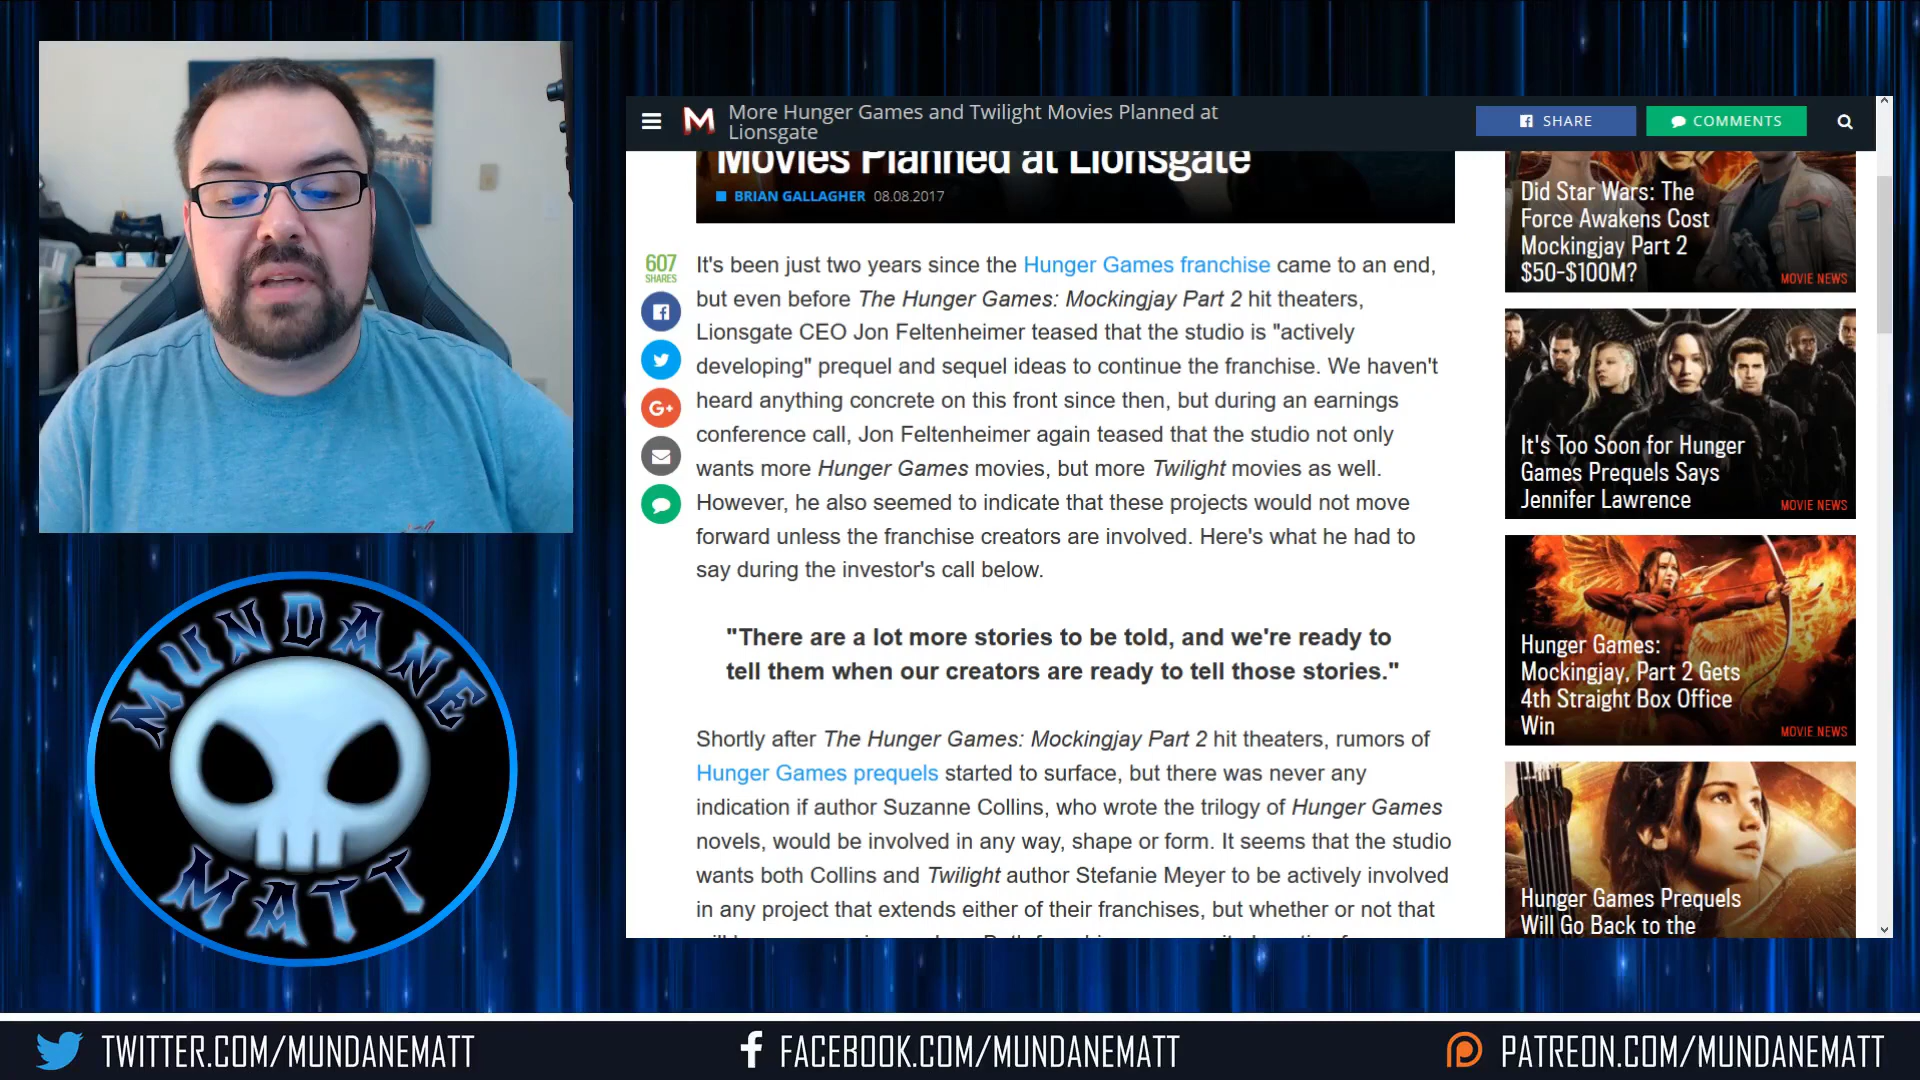 More Hunger Games and Twilight Movies Planned at
Lionsgate
SHARE
COMMENTS
Movies Planned at Lionsgate
BRIAN GALLAGHER 08.08.2017
607
SHARES
It's been just two years since the Hunger Games franchise came to an end,
but even before The Hunger Games: Mockingjay Part 2 hit theaters,
Lionsgate CEO Jon Feltenheimer teased that the studio is "actively
developing" prequel and sequel ideas to continue the franchise. We haven't
heard anything concrete on this front since then, but during an earnings
conference call, Jon Feltenheimer again teased that the studio not only
wants more Hunger Games movies, but more Twilight movies as well.
However, he also seemed to indicate that these projects would not move
forward unless the franchise creators are involved. Here's what he had to
say during the investor's call below.
"There are a lot more stories to be told, and we're ready to
tell them when our creators are ready to tell those stories."
Shortly after The Hunger Games: Mockingjay Part 2 hit theaters, rumors of
Hunger Games prequels started to surface, but there was never any
indication if author Suzanne Collins, who wrote the trilogy of Hunger Games
novels, would be involved in any way, shape or form. It seems that the studio
wants both Collins and Twilight author Stefanie Meyer to be actively involved
in any project that extends either of their franchises, but whether or not that
Did Star Wars: The
Force Awakens Cost
Mockingjay Part 2
$50-$100M?
MOVIE NEWS
It's Too Soon for Hunger
Games Prequels Says
Jennifer Lawrence
MOVIE NEWS
Hunger Games:
Mockingjay, Part 2 Gets
4th Straight Box Office
Win
MOVIE NEWS
Hunger Games Prequels
Will Go Back to the
MUNDANE
MATT
TWITTER.COM/MUNDANEMATT
FACEBOOK.COM/MUNDANEMATT
PATREON.COM/MUNDANEMATT